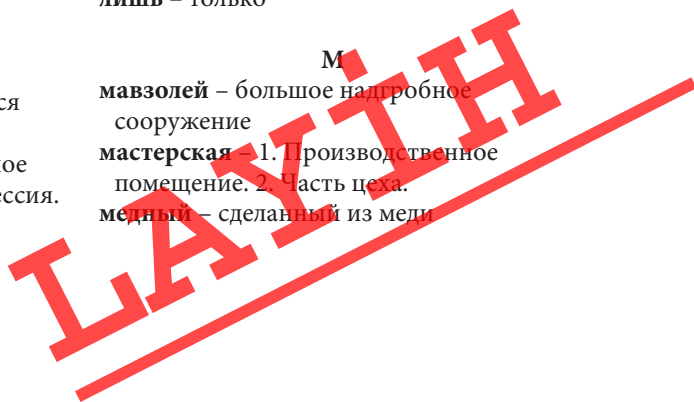 лишь – только
М
мавзолей – большое надгробное
сооружение
мастерская – 1. Производственное
помещение. 2. Часть цеха.
медный – сделанный из меди
ся
ое
ессия.
LAYİH